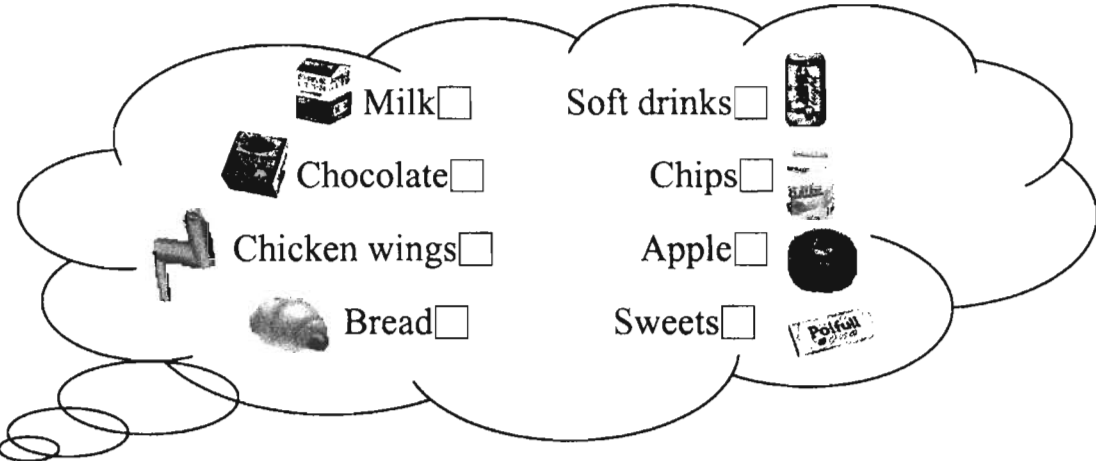 Milk
Soft drinks
Chocolate
Chips
Chicken wings
Apple
Bread
Sweets
Polfull